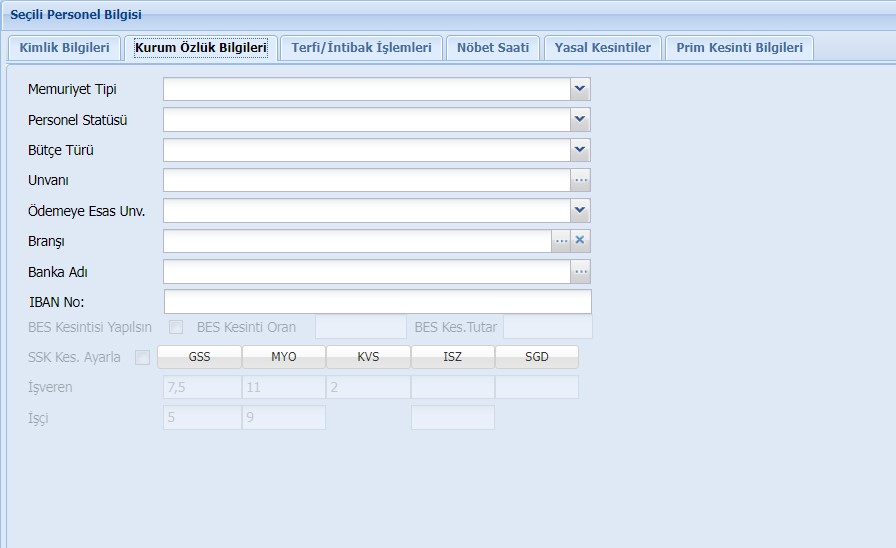 Seçili Personel Bilgisi
Kimlik Bilgileri Kurum Özlük Bilgileri Terfi/İntibak İşlemleri Nöbet Saati Yasal Kesintiler Prim Kesinti Bilgileri
Memuriyet Tipi
Personel Statüsü
Bütçe Türü
Unvanı
Ödemeye Esas Unv.
Branşı
Banka Adı
IBAN No:
BES Kesintisi Yapılsın BES Kesinti Oran BES Kes.Tutar
SSK Kes. Ayarla GSS MYO KVS ISZ SGD
İşveren 7,5 11 2
İşçi 5 9